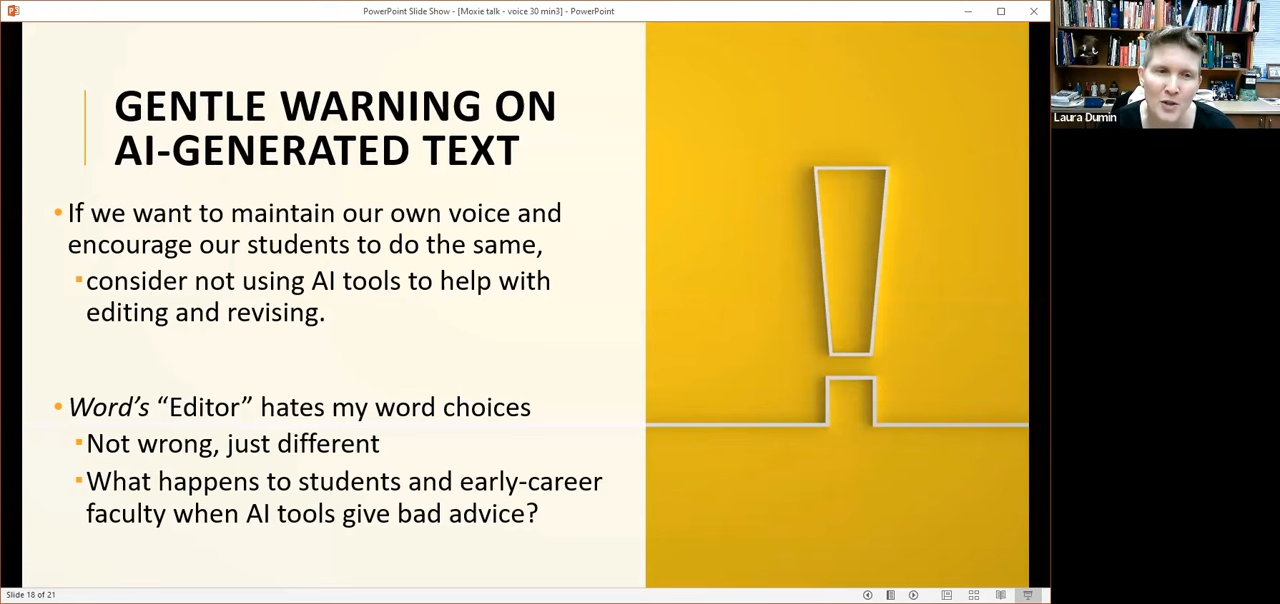 PowerPoint Slide Show - [Moxie talk - voice 30 min3] - PowerPoint
GENTLE WARNING ON
AI-GENERATED TEXT
• If we want to maintain our own voice and
encourage our students to do the same,
▪ consider not using AI tools to help with
editing and revising.
• Word's “Editor” hates my word choices
▪ Not wrong, just different
▪ What happens to students and early-career
faculty when AI tools give bad advice?
Laura Dumin
Slide 18 of 21